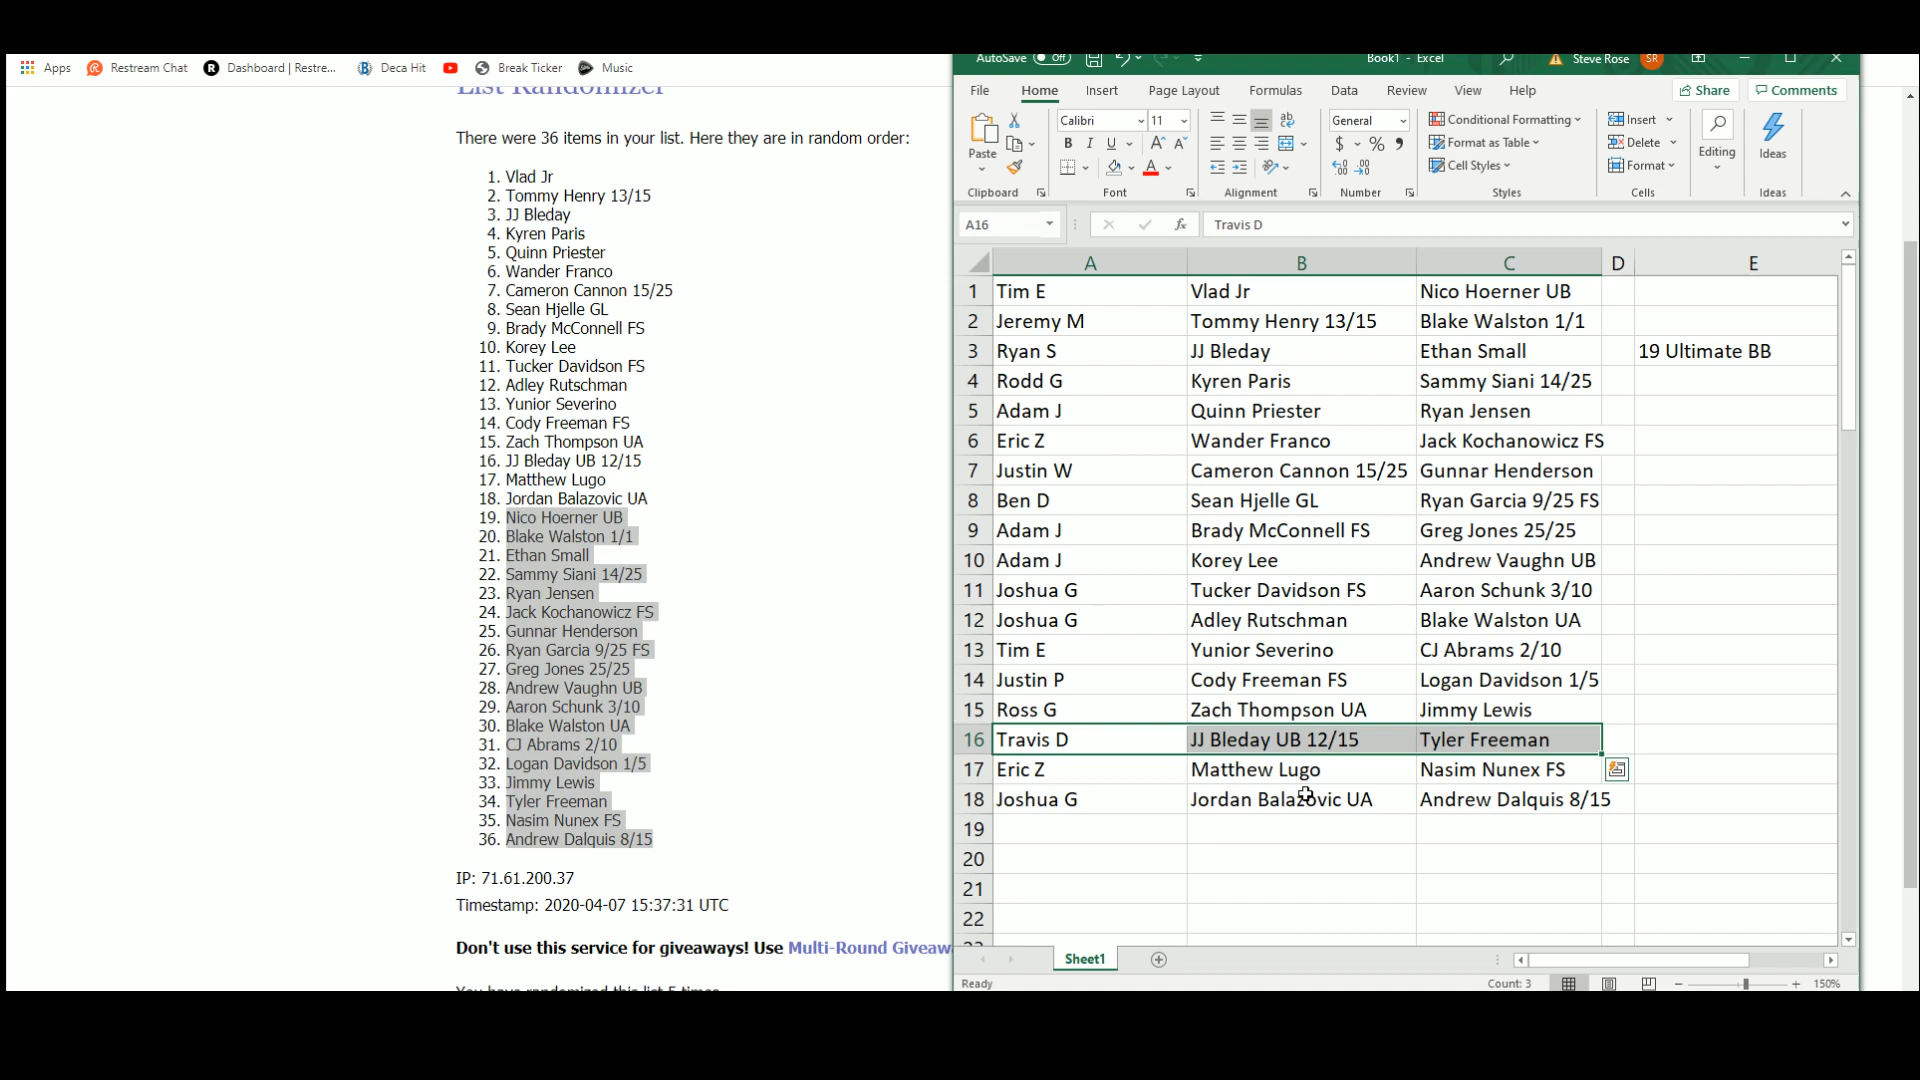 Apps Restream Chat Dashboard | Restre... Deca Hit Break Ticker Music
List Randomizer
There were 36 items in your list. Here they are in random order:
1. Vlad Jr
2. Tommy Henry 13/15
3. JJ Bleday
4. Kyren Paris
5. Quinn Priester
6. Wander Franco
7. Cameron Cannon 15/25
8. Sean Hjelle GL
9. Brady McConnell FS
10. Korey Lee
11. Tucker Davidson FS
12. Adley Rutschman
13. Yunior Severino
14. Cody Freeman FS
15. Zach Thompson UA
16. JJ Bleday UB 12/15
17. Matthew Lugo
18. Jordan Balazovic UA
19. Nico Hoerner UB
20. Blake Walston 1/1
21. Ethan Small
22. Sammy Siani 14/25
23. Ryan Jensen
24. Jack Kochanowicz FS
25. Gunnar Henderson
26. Ryan Garcia 9/25 FS
27. Greg Jones 25/25
28. Andrew Vaughn UB
29. Aaron Schunk 3/10
30. Blake Walston UA
31. CJ Abrams 2/10
32. Logan Davidson 1/5
33. Jimmy Lewis
34. Tyler Freeman
35. Nasim Nunex FS
36. Andrew Dalquis 8/15
IP: 71.61.200.37
Timestamp: 2020-04-07 15:37:31 UTC
Don't use this service for giveaways! Use Multi-Round Giveaw
You have randomized this list 5 times
AutoSave Off Book1 - Excel Steve Rose SR
File Home Insert Page Layout Formulas Data Review View Help Share Comments
Paste Calibri 11 General Conditional Formatting Insert Editing Ideas
B I U $ % Format as Table Delete
A Cell Styles Format
Clipboard Font Alignment Number Styles Cells Ideas
A16 fx Travis D
A B C D E
1 Tim E Vlad Jr Nico Hoerner UB
2 Jeremy M Tommy Henry 13/15 Blake Walston 1/1
3 Ryan S JJ Bleday Ethan Small 19 Ultimate BB
4 Rodd G Kyren Paris Sammy Siani 14/25
5 Adam J Quinn Priester Ryan Jensen
6 Eric Z Wander Franco Jack Kochanowicz FS
7 Justin W Cameron Cannon 15/25 Gunnar Henderson
8 Ben D Sean Hjelle GL Ryan Garcia 9/25 FS
9 Adam J Brady McConnell FS Greg Jones 25/25
10 Adam J Korey Lee Andrew Vaughn UB
11 Joshua G Tucker Davidson FS Aaron Schunk 3/10
12 Joshua G Adley Rutschman Blake Walston UA
13 Tim E Yunior Severino CJ Abrams 2/10
14 Justin P Cody Freeman FS Logan Davidson 1/5
15 Ross G Zach Thompson UA Jimmy Lewis
16 Travis D JJ Bleday UB 12/15 Tyler Freeman
17 Eric Z Matthew Lugo Nasim Nunex FS
18 Joshua G Jordan Balazovic UA Andrew Dalquis 8/15
19
20
21
22
Sheet1
Ready Count: 3 150%